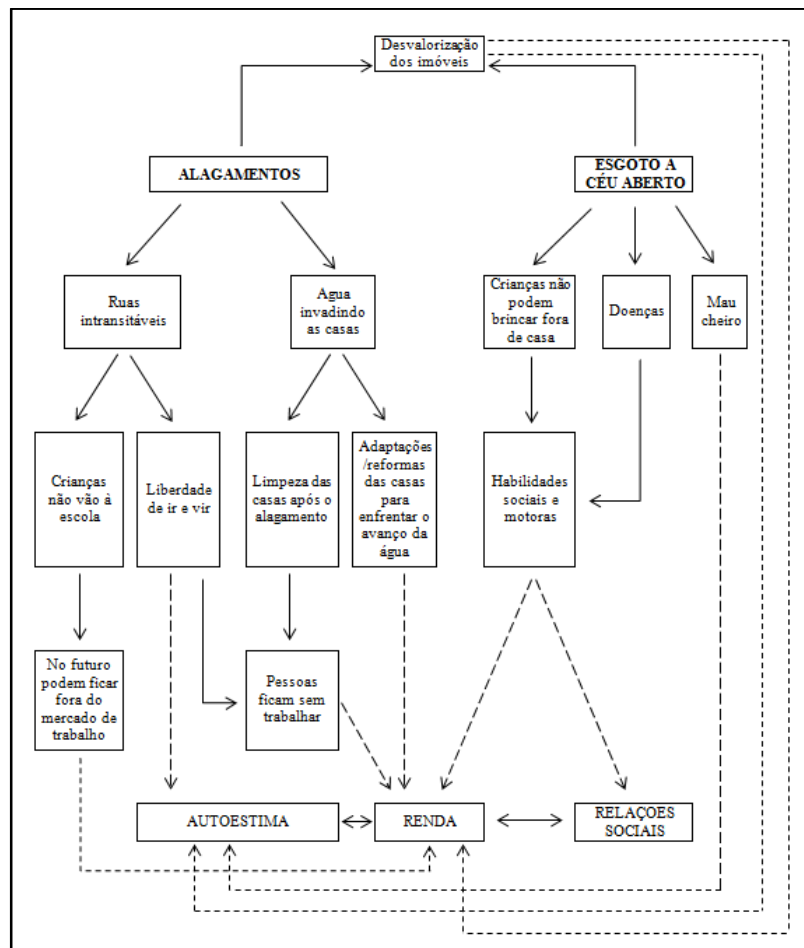 Desvalorização
dos imóveis
ALAGAMENTOS
ESGOTO A
CÉU ABERTO
Ruas
intransitáveis
Agua
invadindo
as casas
Crianças não
podem
brincar fora
de casa
Doenças
Mau
cheiro
Crianças
não vão à
escola
Liberdade
de ir e vir
Limpeza das
casas após o
alagamento
Adaptações
/reformas
das casas
para
enfrentar o
avanço da
água
Habilidades
sociais e
motoras
No futuro
podem ficar
fora do
mercado de
trabalho
Pessoas
ficam sem
trabalhar
AUTOESTIMA
RENDA
RELAÇOES
SOCIAIS